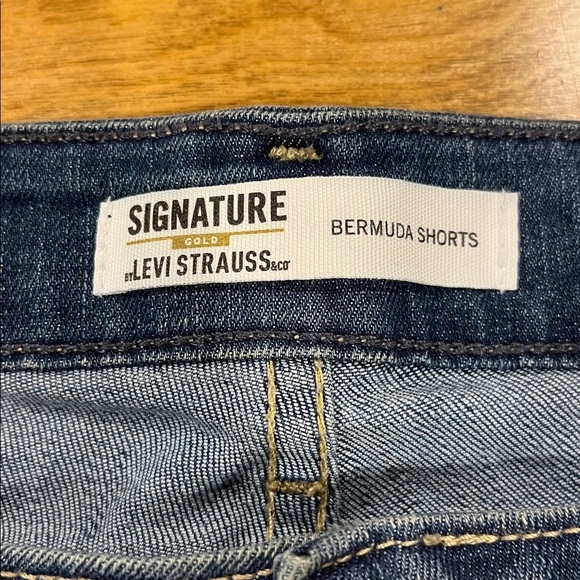 SIGNATURE
GOLD
BY LEVI STRAUSS &CO
BERMUDA SHORTS